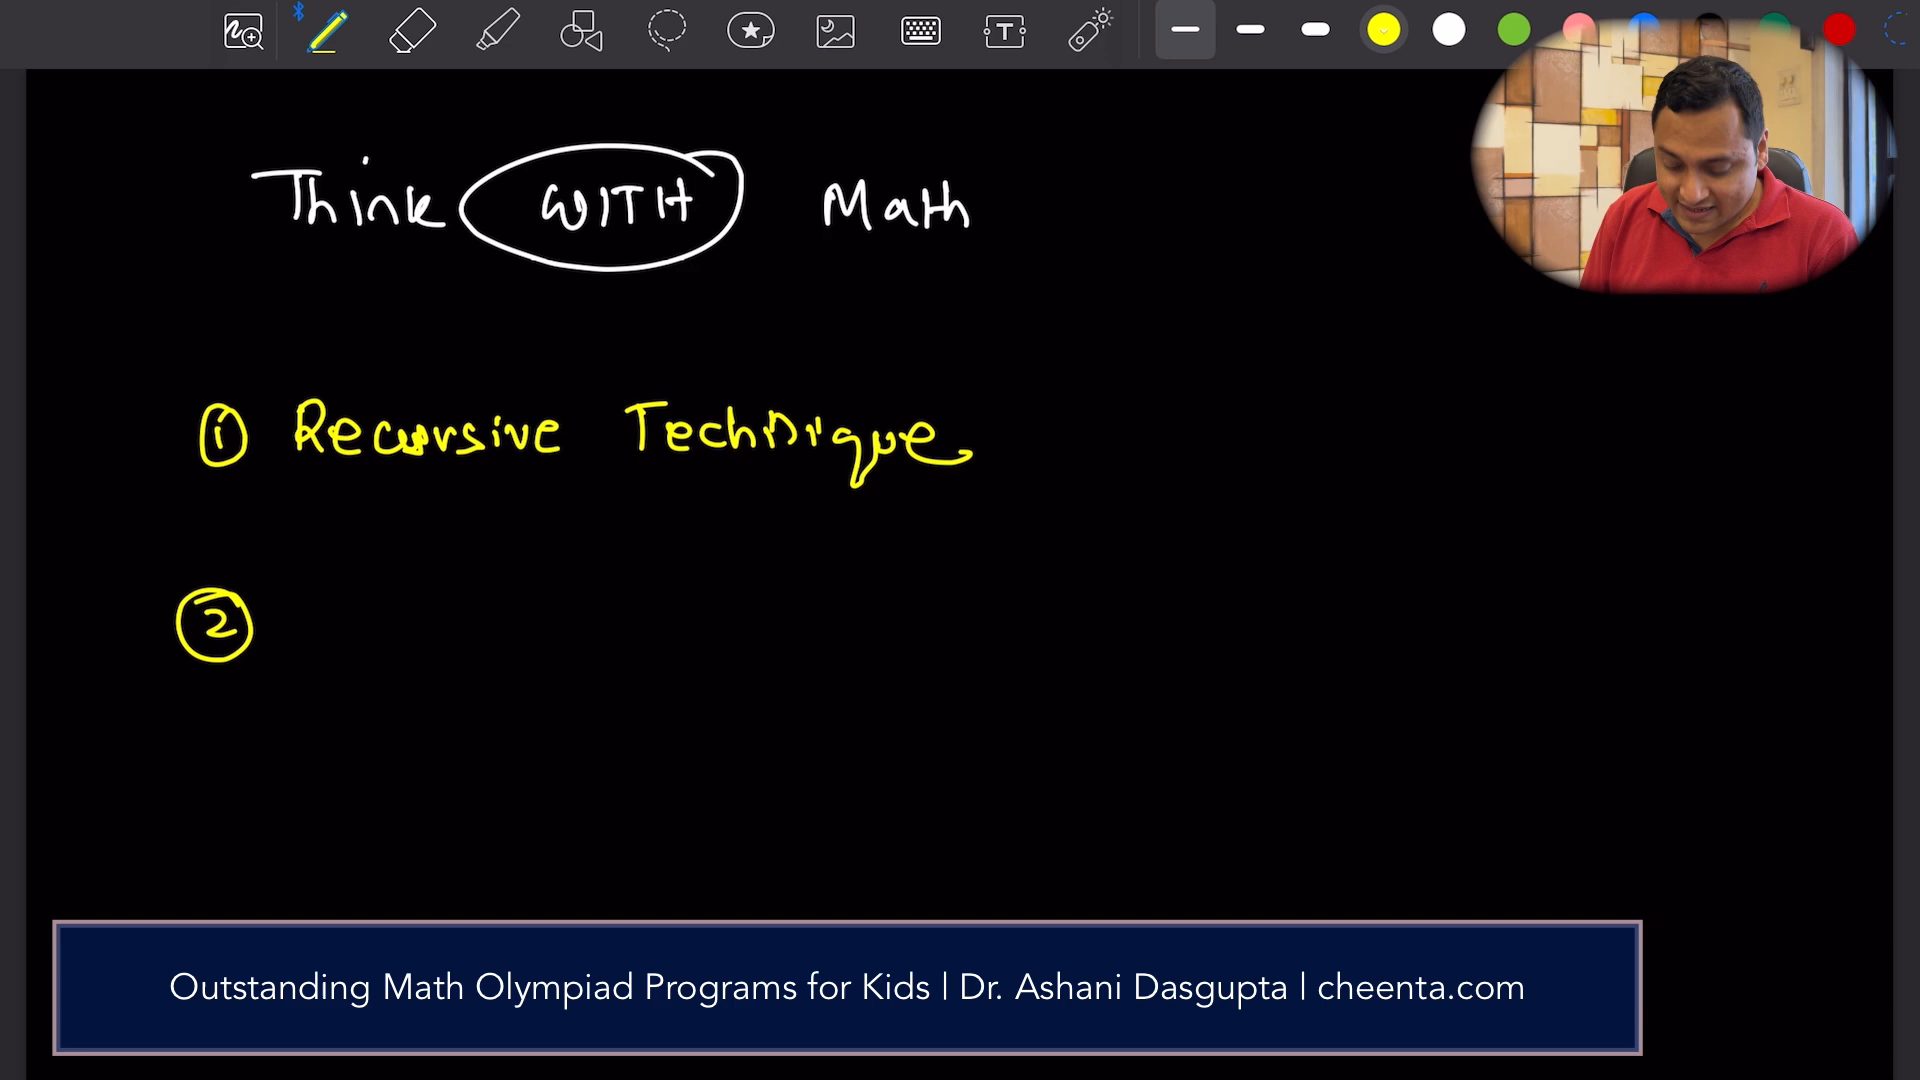 Think WITH Math
① Recursive Technique
②
Outstanding Math Olympiad Programs for Kids | Dr. Ashani Dasgupta | cheenta.com